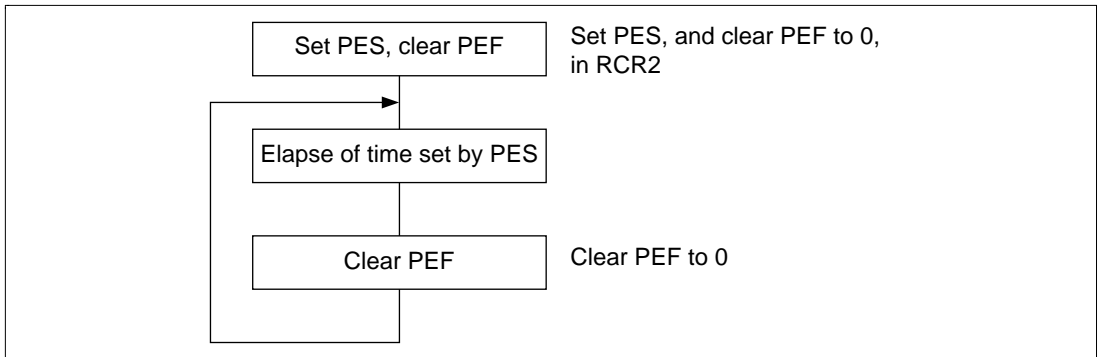 Set PES, clear PEF
Set PES, and clear PEF to 0,
in RCR2
Elapse of time set by PES
Clear PEF
Clear PEF to 0